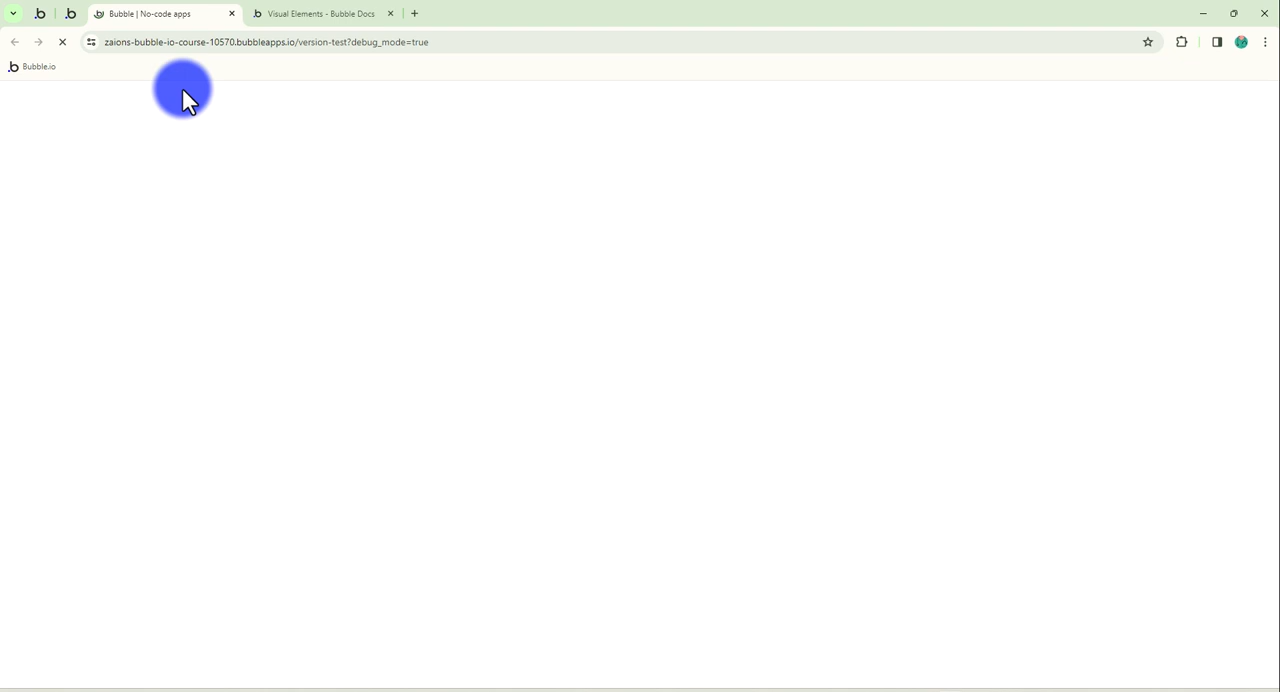 Bubble | No-code apps
Visual Elements - Bubble Docs
zaions-bubble-io-course-10570.bubbleapps.io/version-test?debug_mode=true
Bubble.io